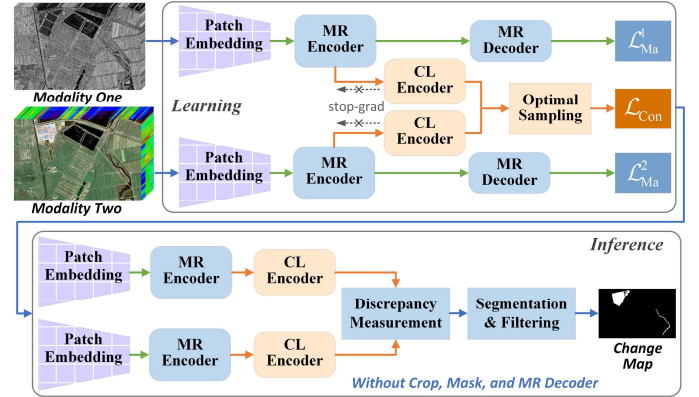 Patch
Embedding
MR
Encoder
MR
Decoder
ℒ¹Ma
Modality One
Learning
CL
Encoder
stop-grad
Optimal
Sampling
ℒCon
CL
Encoder
Patch
Embedding
MR
Encoder
MR
Decoder
ℒ²Ma
Modality Two
Inference
Patch
Embedding
MR
Encoder
CL
Encoder
Discrepancy
Measurement
Segmentation
& Filtering
Patch
Embedding
MR
Encoder
CL
Encoder
Change
Map
Without Crop, Mask, and MR Decoder